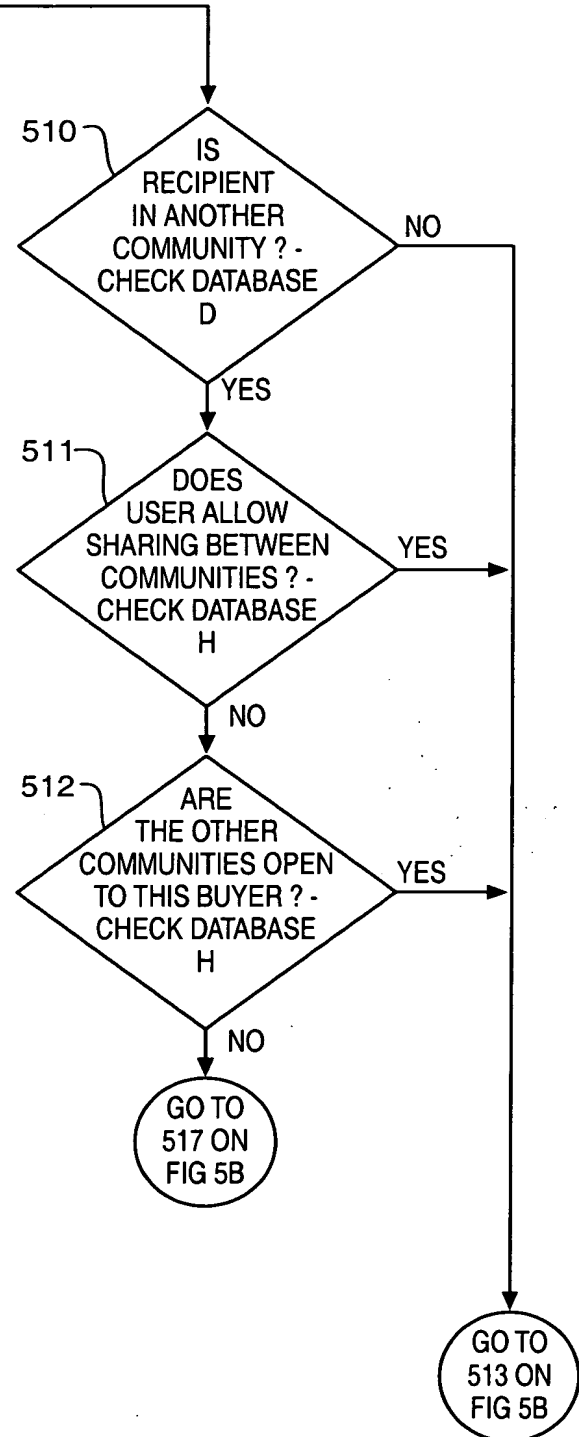 510
IS
RECIPIENT
IN ANOTHER
COMMUNITY ? -
CHECK DATABASE
D
NO
YES
511
DOES
USER ALLOW
SHARING BETWEEN
COMMUNITIES ? -
CHECK DATABASE
H
YES
NO
512
ARE
THE OTHER
COMMUNITIES OPEN
TO THIS BUYER ? -
CHECK DATABASE
H
YES
NO
GO TO
517 ON
FIG 5B
GO TO
513 ON
FIG 5B